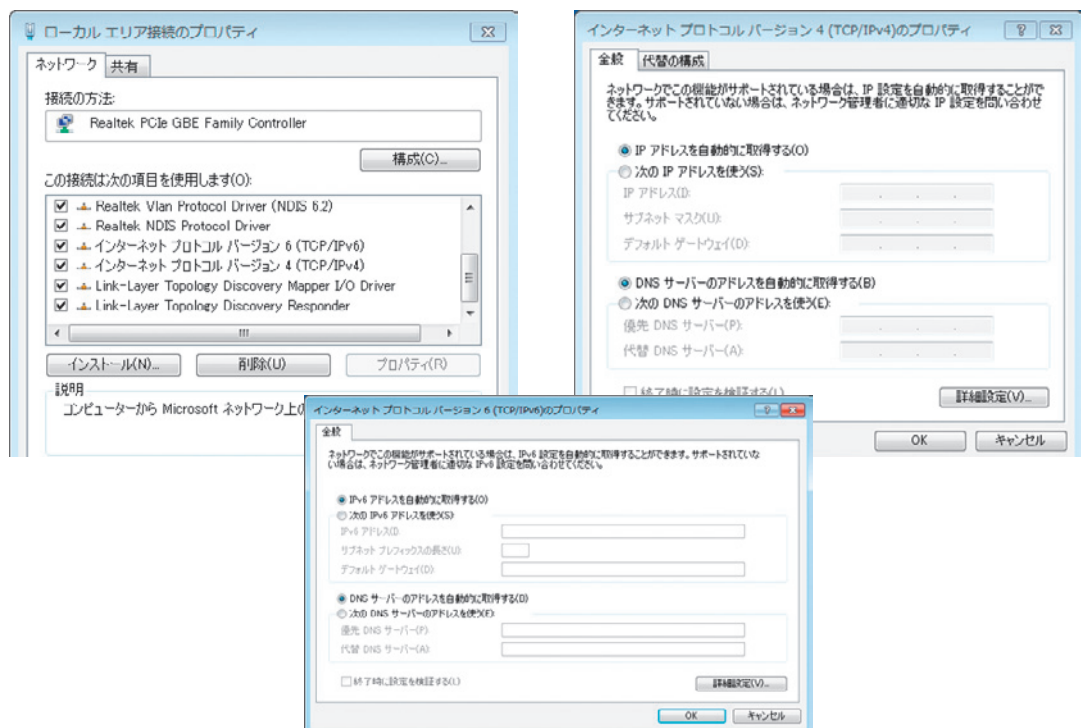 ローカル エリア接続のプロパティ
ネットワーク 共有
接続の方法:
Realtek PCIe GBE Family Controller
構成(C)...
この接続は次の項目を使用します(O):
Realtek Vlan Protocol Driver (NDIS 6.2)
Realtek NDIS Protocol Driver
インターネット プロトコル バージョン 6 (TCP/IPv6)
インターネット プロトコル バージョン 4 (TCP/IPv4)
Link-Layer Topology Discovery Mapper I/O Driver
Link-Layer Topology Discovery Responder
インストール(N)... 削除(U) プロパティ(R)
説明
コンピューターから Microsoft ネットワーク上の
インターネット プロトコル バージョン 4 (TCP/IPv4)のプロパティ
全般 代替の構成
ネットワークでこの機能がサポートされている場合は、IP 設定を自動的に取得することがで
きます。サポートされていない場合は、ネットワーク管理者に適切な IP 設定を問い合わせ
てください。
IP アドレスを自動的に取得する(O)
次の IP アドレスを使う(S):
IP アドレス(I):
サブネット マスク(U):
デフォルト ゲートウェイ(D):
DNS サーバーのアドレスを自動的に取得する(B)
次の DNS サーバーのアドレスを使う(E):
優先 DNS サーバー(P):
代替 DNS サーバー(A):
終了時に設定を検証する(L)
詳細設定(V)...
OK キャンセル
インターネット プロトコル バージョン 6 (TCP/IPv6)のプロパティ
全般
ネットワークでこの機能がサポートされている場合は、IPv6 設定を自動的に取得することができます。サポートされていな
い場合は、ネットワーク管理者に適切な IPv6 設定を問い合わせてください。
IPv6 アドレスを自動的に取得する(O)
次の IPv6 アドレスを使う(S):
IPv6 アドレス(I):
サブネット プレフィックスの長さ(U):
デフォルト ゲートウェイ(D):
DNS サーバーのアドレスを自動的に取得する(D)
次の DNS サーバーのアドレスを使う(E):
優先 DNS サーバー(P):
代替 DNS サーバー(A):
終了時に設定を検証する(L)
詳細設定(V)...
OK キャンセル